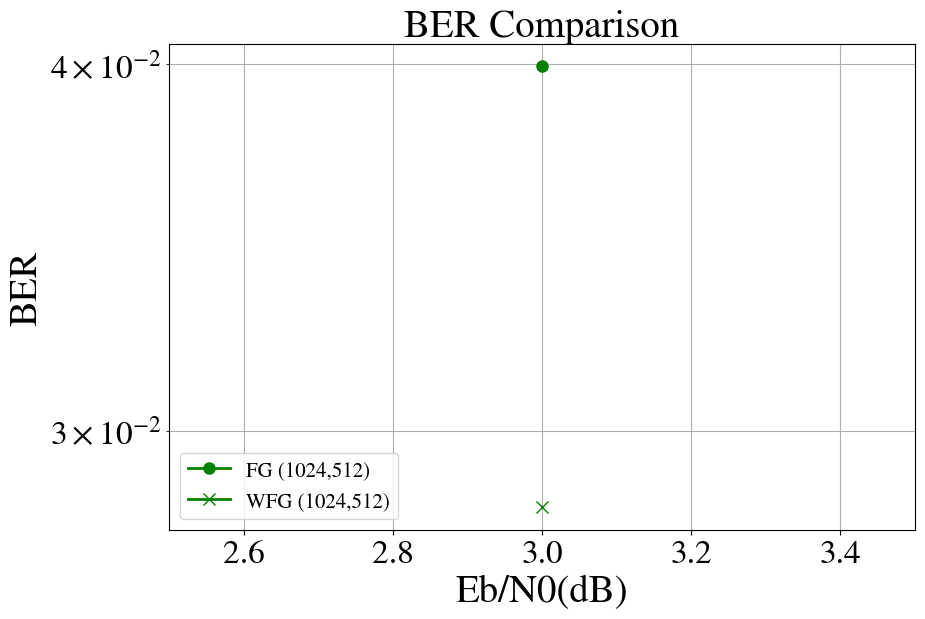 BER Comparison
4×10⁻²
3×10⁻²
BER
FG (1024,512)
WFG (1024,512)
2.6 2.8 3.0 3.2 3.4
Eb/N0(dB)